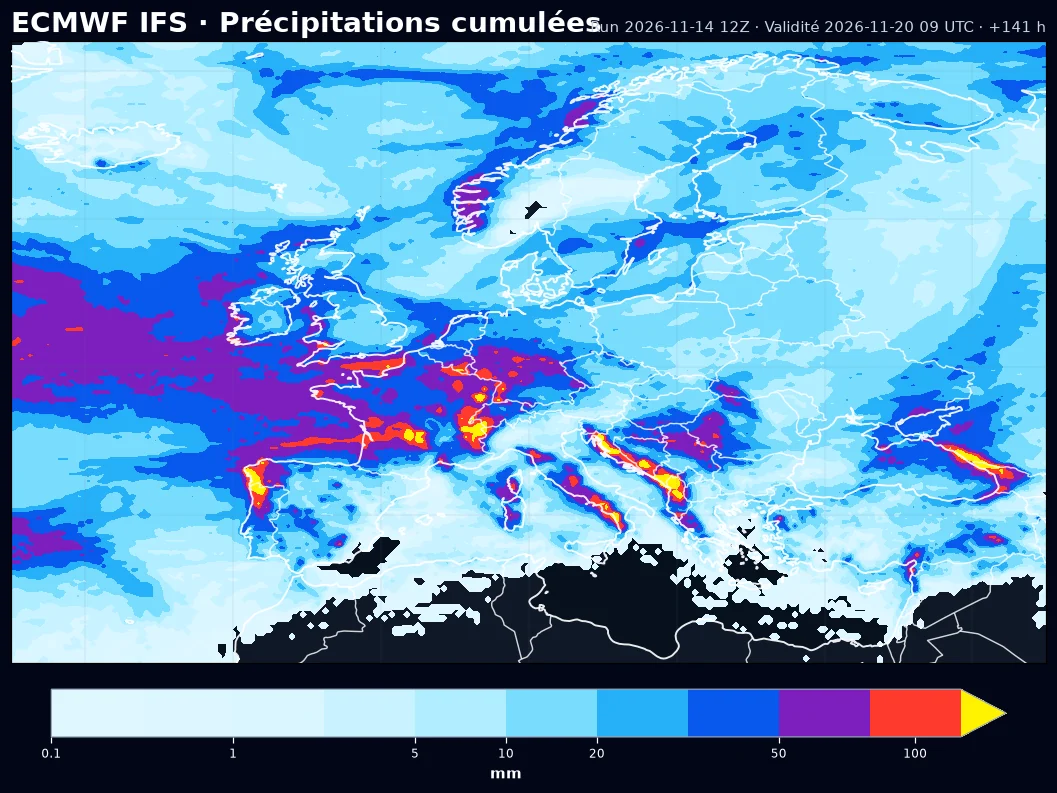 ECMWF IFS · Précipitations cumulées
Run 2026-11-14 12Z · Validité 2026-11-20 09 UTC · +141 h
0.1 1 5 10 20 50 100
mm